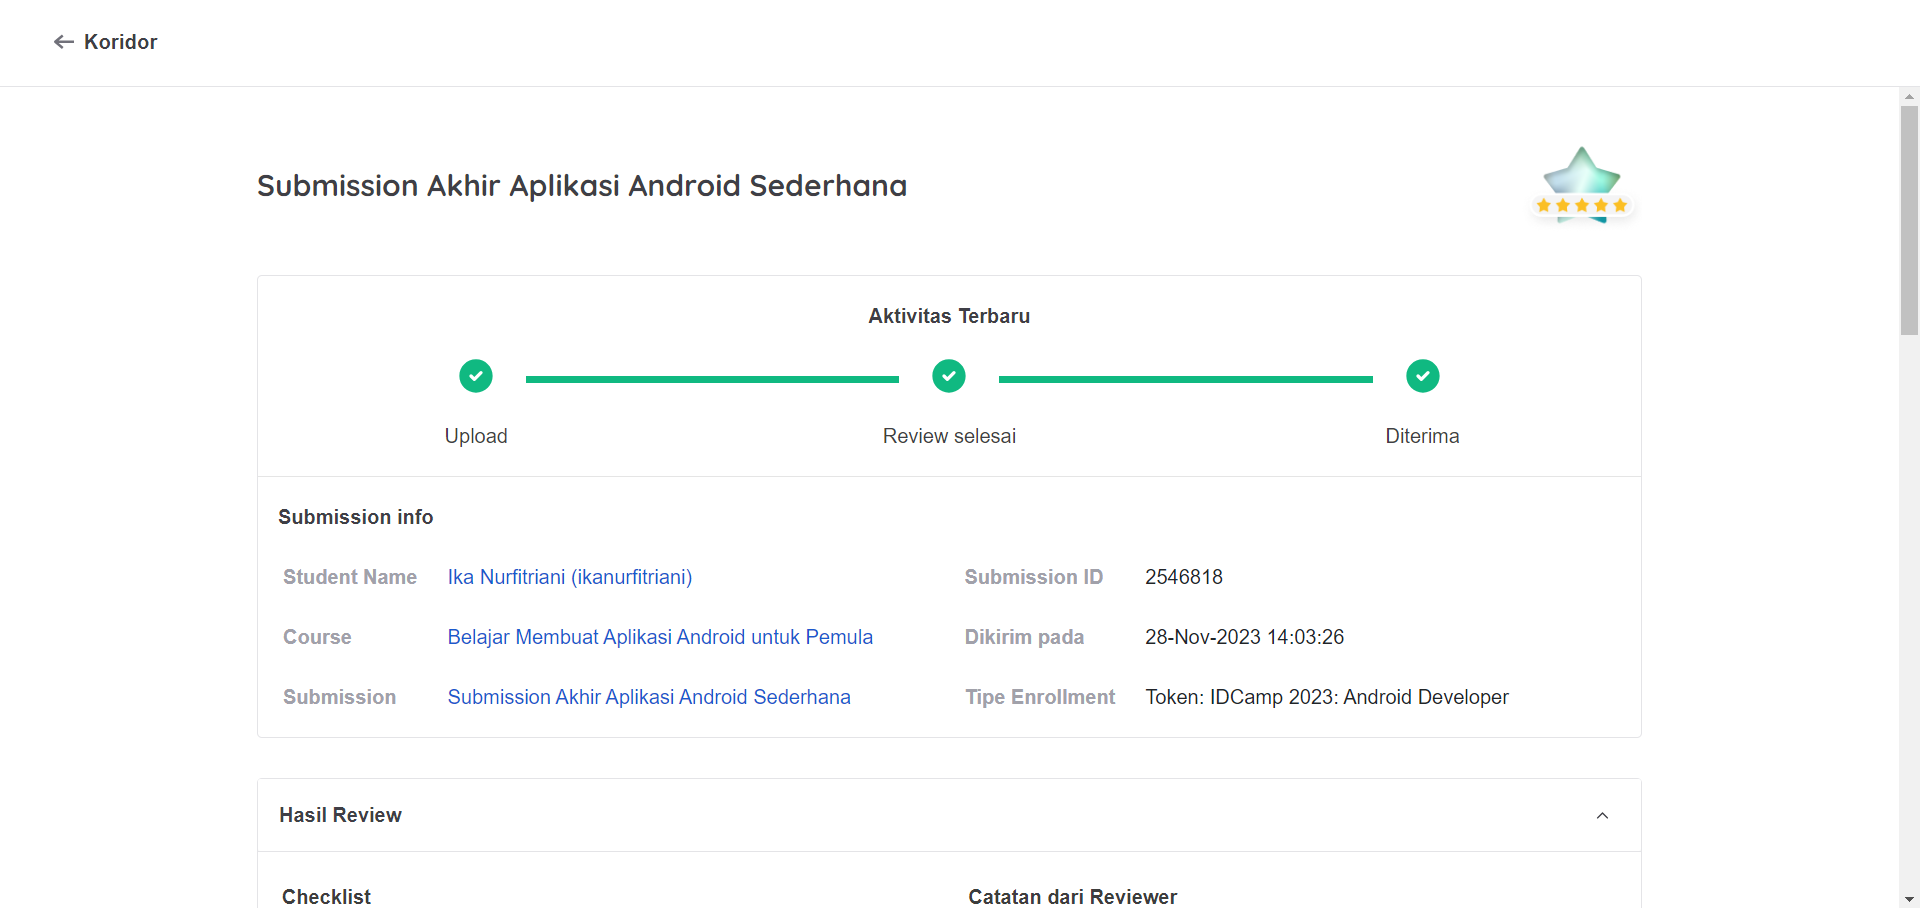 Koridor
Submission Akhir Aplikasi Android Sederhana
Aktivitas Terbaru
Upload
Review selesai
Diterima
Submission info
Student Name Ika Nurfitriani (ikanurfitriani) Submission ID 2546818
Course Belajar Membuat Aplikasi Android untuk Pemula Dikirim pada 28-Nov-2023 14:03:26
Submission Submission Akhir Aplikasi Android Sederhana Tipe Enrollment Token: IDCamp 2023: Android Developer
Hasil Review
Checklist Catatan dari Reviewer